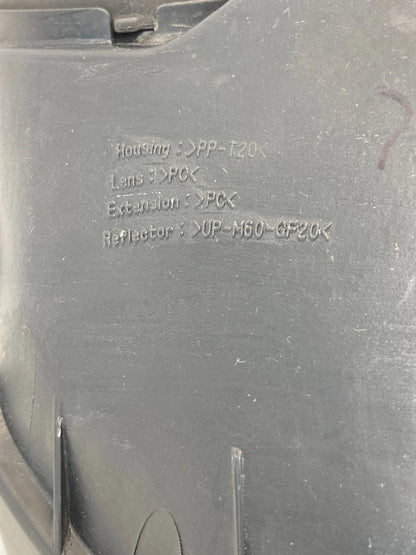 Housing:>PP-T20<
Lens:>PC<
Extension:>PC<
Reflector:>UP-M60-GF20<